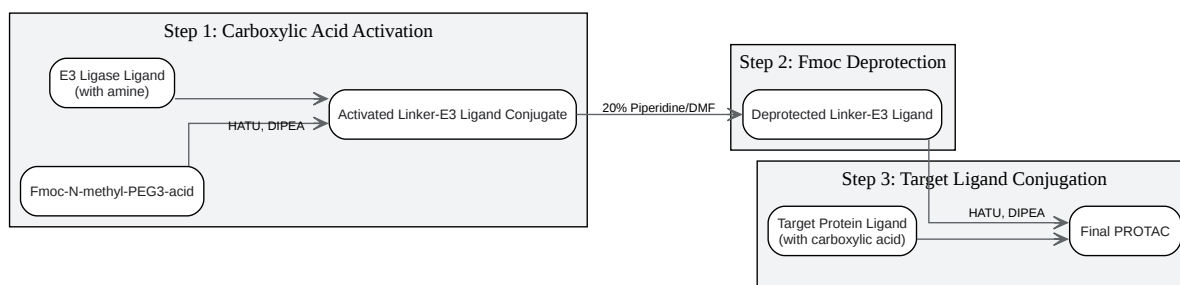 Step 1: Carboxylic Acid Activation
E3 Ligase Ligand
(with amine)
HATU, DIPEA
Fmoc-N-methyl-PEG3-acid
Activated Linker-E3 Ligand Conjugate
20% Piperidine/DMF
Step 2: Fmoc Deprotection
Deprotected Linker-E3 Ligand
Step 3: Target Ligand Conjugation
Target Protein Ligand
(with carboxylic acid)
HATU, DIPEA
Final PROTAC